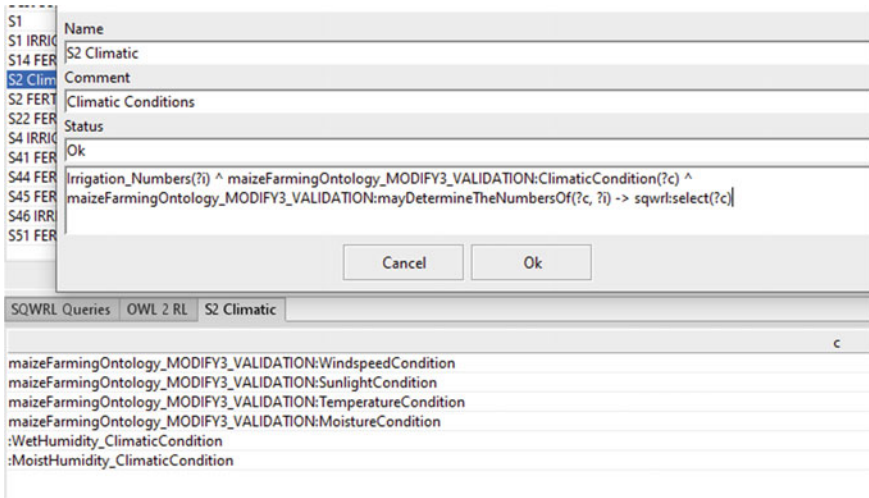 S1
S1 IRRIG
S14 FER
S2 Clim
S2 FERT
S22 FER
S4 IRRIG
S41 FER
S44 FER
S45 FER
S46 IRRI
S51 FER
Name
S2 Climatic
Comment
Climatic Conditions
Status
Ok
Irrigation_Numbers(?i) ^ maizeFarmingOntology_MODIFY3_VALIDATION:ClimaticCondition(?c) ^
maizeFarmingOntology_MODIFY3_VALIDATION:mayDetermineTheNumbersOf(?c, ?i) -> sqwrl:select(?c)
Cancel Ok
SQWRL Queries OWL 2 RL S2 Climatic
c
maizeFarmingOntology_MODIFY3_VALIDATION:WindspeedCondition
maizeFarmingOntology_MODIFY3_VALIDATION:SunlightCondition
maizeFarmingOntology_MODIFY3_VALIDATION:TemperatureCondition
maizeFarmingOntology_MODIFY3_VALIDATION:MoistureCondition
:WetHumidity_ClimaticCondition
:MoistHumidity_ClimaticCondition